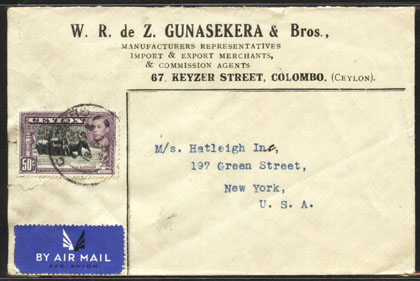 W. R. de Z. GUNASEKERA & Bros.,
MANUFACTURERS REPRESENTATIVES
IMPORT & EXPORT MERCHANTS,
& COMMISSION AGENTS
67, KEYZER STREET, COLOMBO, (CEYLON).
CEYLON
50c
M/s. Hatleigh Inc,
197 Green Street,
New York,
U. S. A.
BY AIR MAIL
PAR AVION